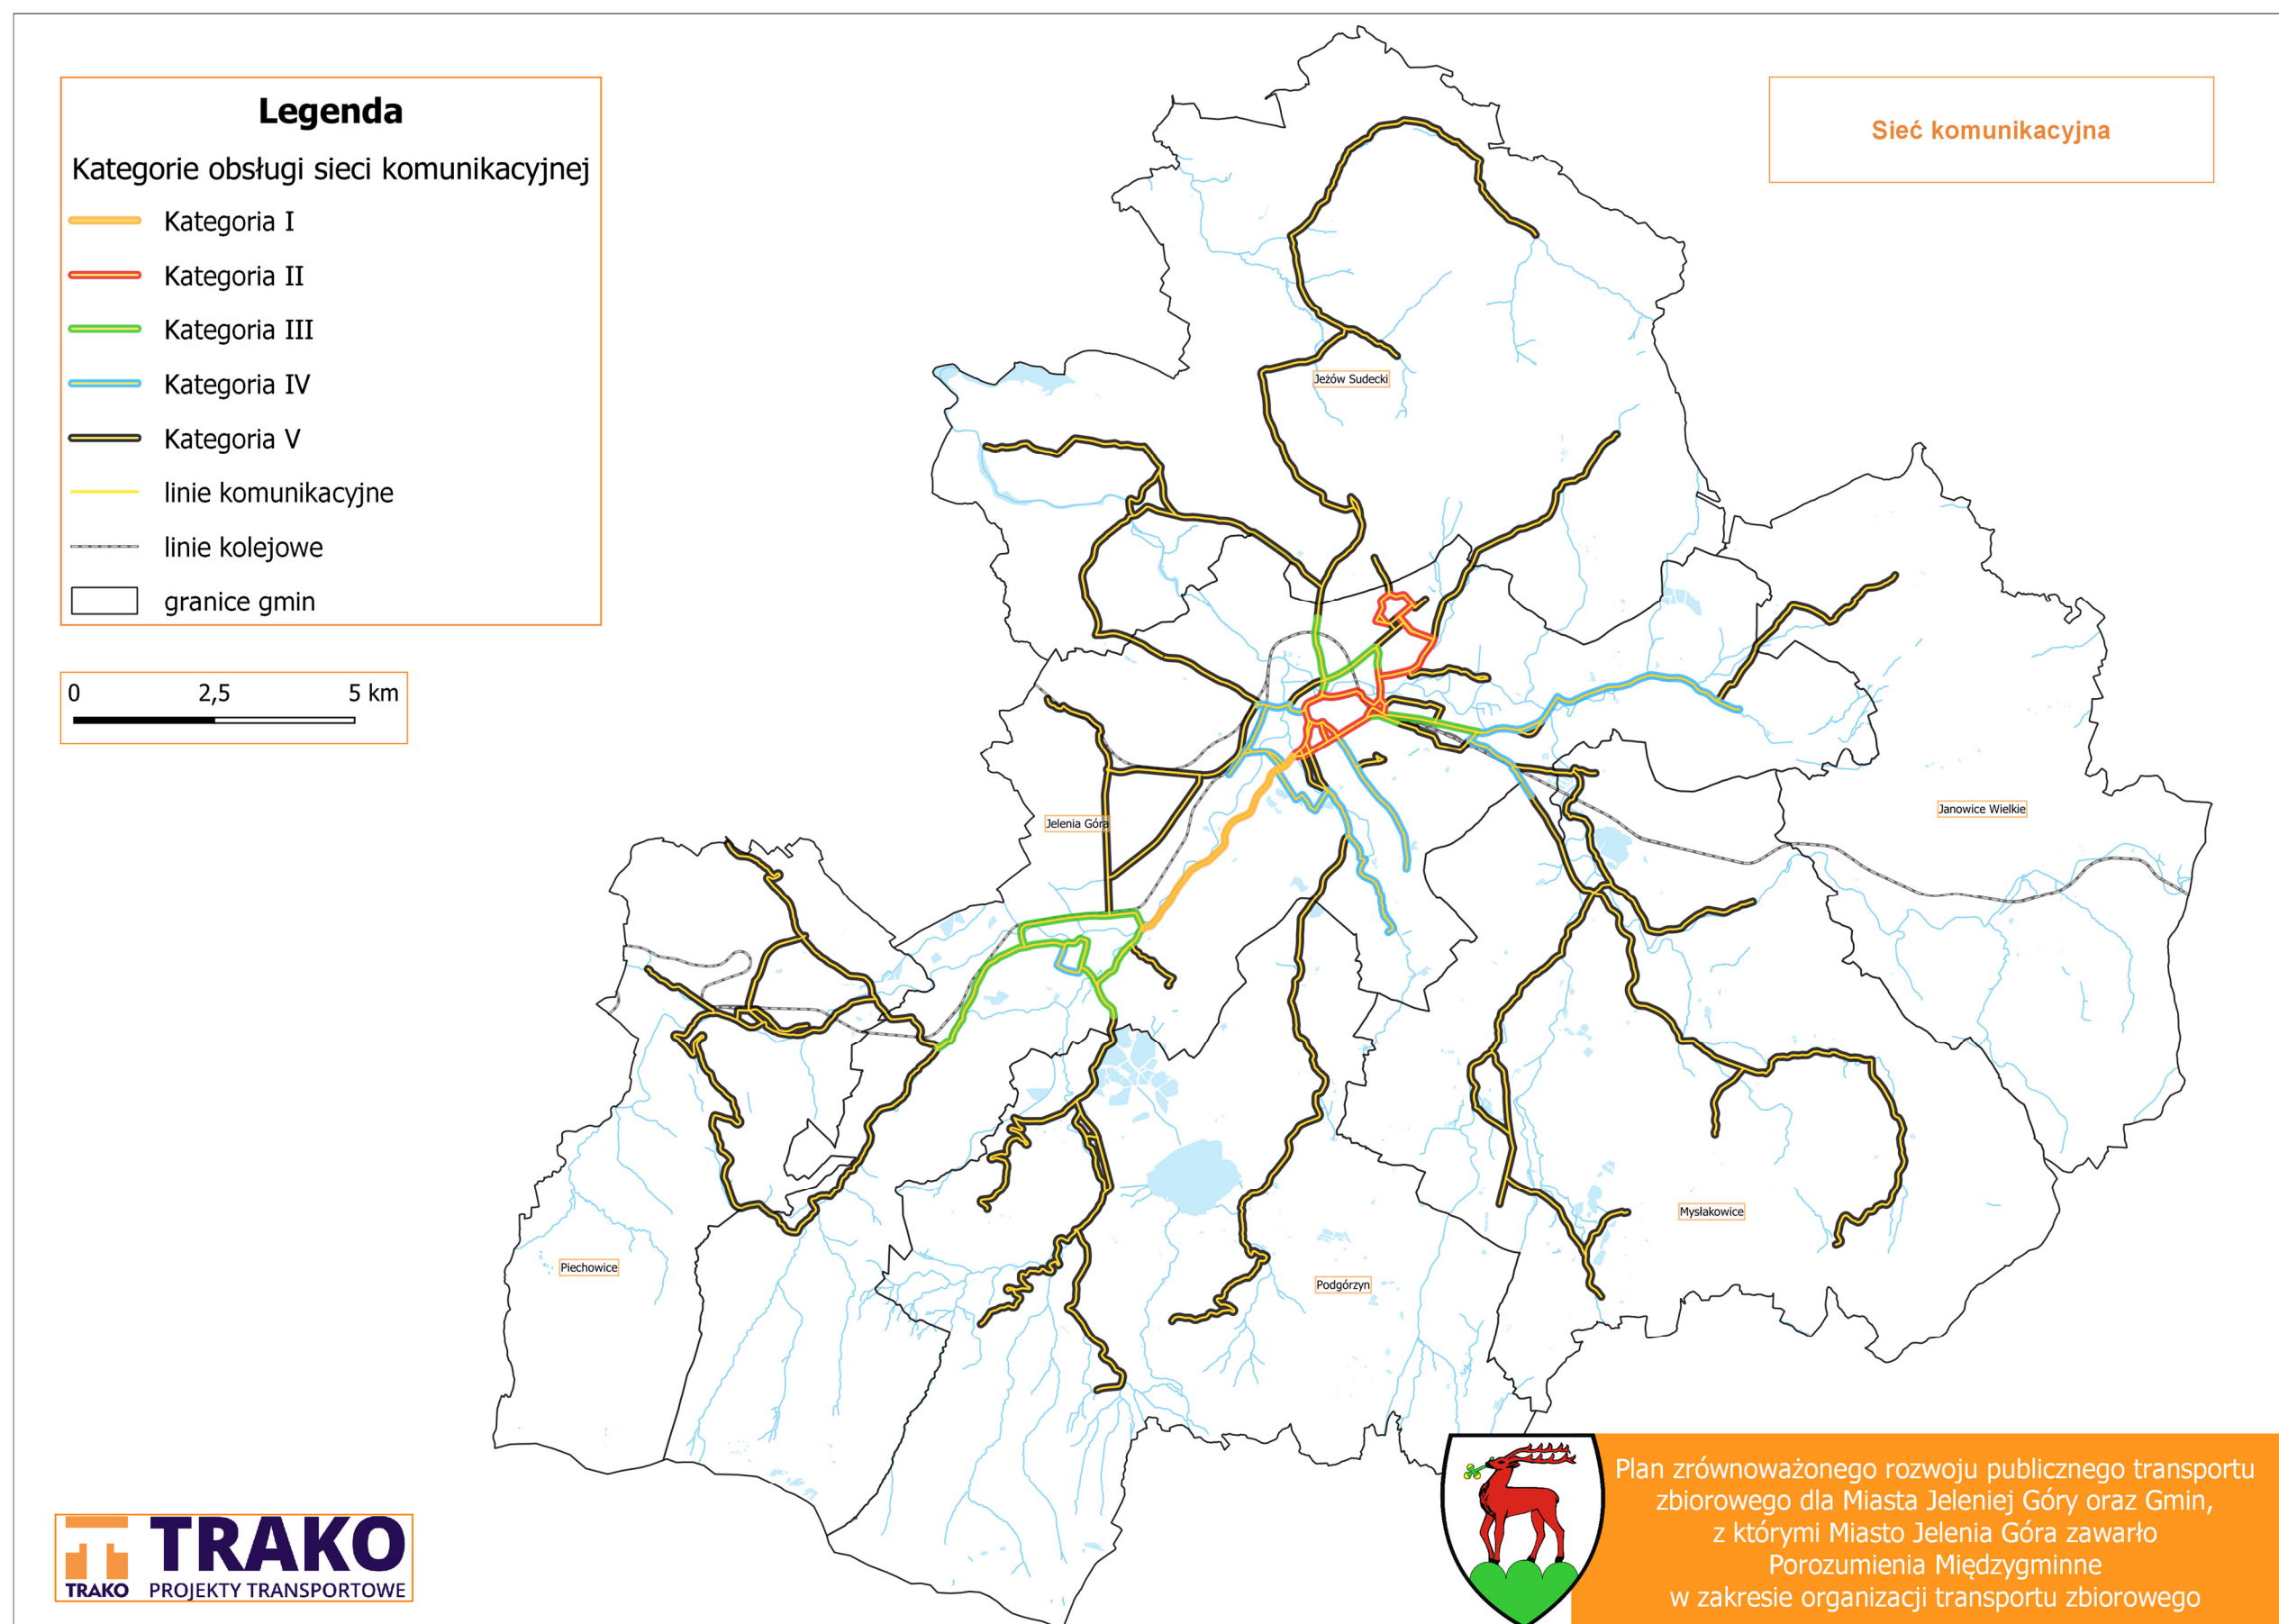 Legenda
Kategorie obsługi sieci komunikacyjnej
Kategoria I
Kategoria II
Kategoria III
Kategoria IV
Kategoria V
linie komunikacyjne
linie kolejowe
granice gmin
0 2,5 5 km
Sieć komunikacyjna
Jeżów Sudecki
Janowice Wielkie
Jelenia Góra
Mysłakowice
Piechowice
Podgórzyn
TRAKO
TRAKO
PROJEKTY TRANSPORTOWE
Plan zrównoważonego rozwoju publicznego transportu
zbiorowego dla Miasta Jeleniej Góry oraz Gmin,
z którymi Miasto Jelenia Góra zawarło
Porozumienia Międzygminne
w zakresie organizacji transportu zbiorowego